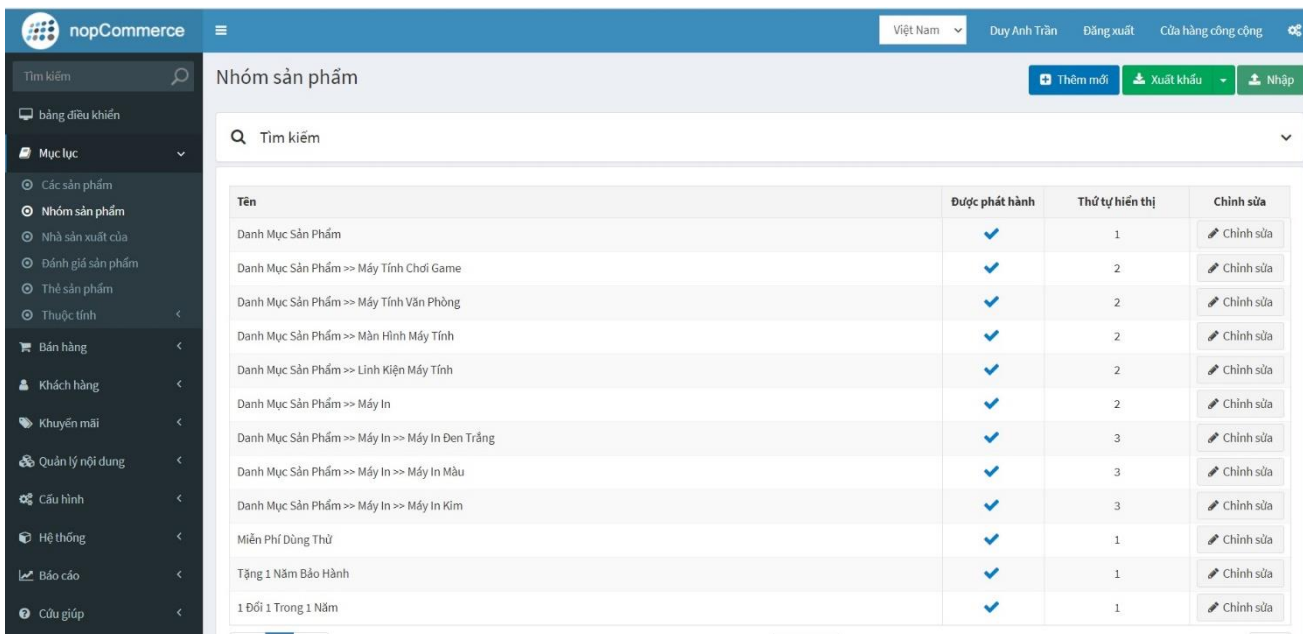 nopCommerce
Việt Nam Duy Anh Trần Đăng xuất Cửa hàng công cộng
Tìm kiếm
Nhóm sản phẩm
Thêm mới Xuất khẩu Nhập
bảng điều khiển
Mục lục
Các sản phẩm
Nhóm sản phẩm
Nhà sản xuất của
Đánh giá sản phẩm
Thẻ sản phẩm
Thuộc tính
Bán hàng
Khách hàng
Khuyến mãi
Quản lý nội dung
Cấu hình
Hệ thống
Báo cáo
Cứu giúp
Tìm kiếm
Tên Được phát hành Thứ tự hiển thị Chỉnh sửa
Danh Mục Sản Phẩm 1 Chỉnh sửa
Danh Mục Sản Phẩm >> Máy Tính Chơi Game 2 Chỉnh sửa
Danh Mục Sản Phẩm >> Máy Tính Văn Phòng 2 Chỉnh sửa
Danh Mục Sản Phẩm >> Màn Hình Máy Tính 2 Chỉnh sửa
Danh Mục Sản Phẩm >> Linh Kiện Máy Tính 2 Chỉnh sửa
Danh Mục Sản Phẩm >> Máy In 2 Chỉnh sửa
Danh Mục Sản Phẩm >> Máy In >> Máy In Đen Trắng 3 Chỉnh sửa
Danh Mục Sản Phẩm >> Máy In >> Máy In Màu 3 Chỉnh sửa
Danh Mục Sản Phẩm >> Máy In >> Máy In Kim 3 Chỉnh sửa
Miễn Phí Dùng Thử 1 Chỉnh sửa
Tặng 1 Năm Bảo Hành 1 Chỉnh sửa
1 Đổi 1 Trong 1 Năm 1 Chỉnh sửa